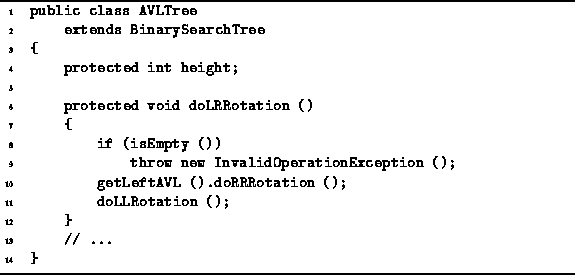 1 public class AVLTree
2 extends BinarySearchTree
3 {
4 protected int height;
5
6 protected void doLRRotation ()
7 {
8 if (isEmpty ())
9 throw new InvalidOperationException ();
10 getLeftAVL ().doRRRotation ();
11 doLLRotation ();
12 }
13 // ...
14 }